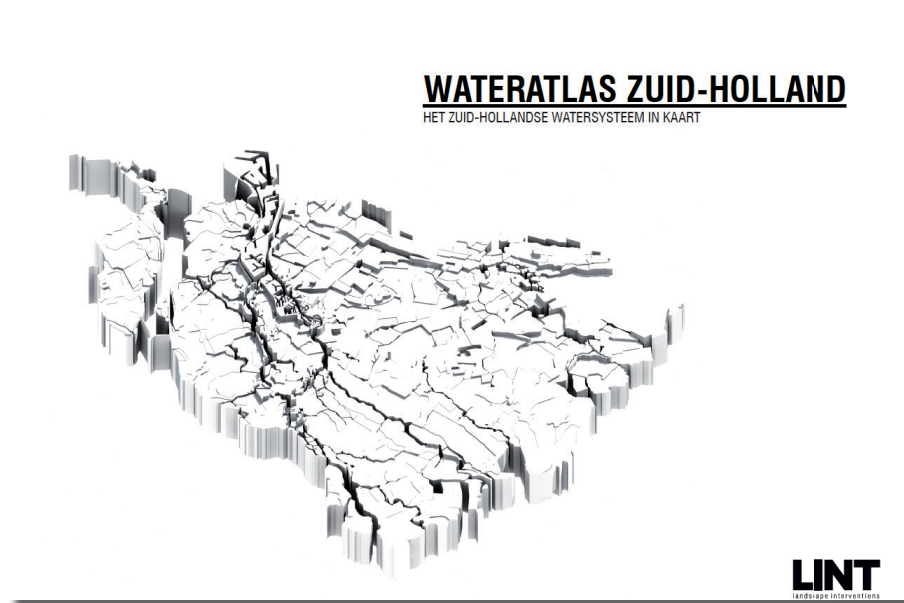 WATERATLAS ZUID-HOLLAND
HET ZUID-HOLLANDSE WATERSYSTEEM IN KAART
LINT
landscape interventions